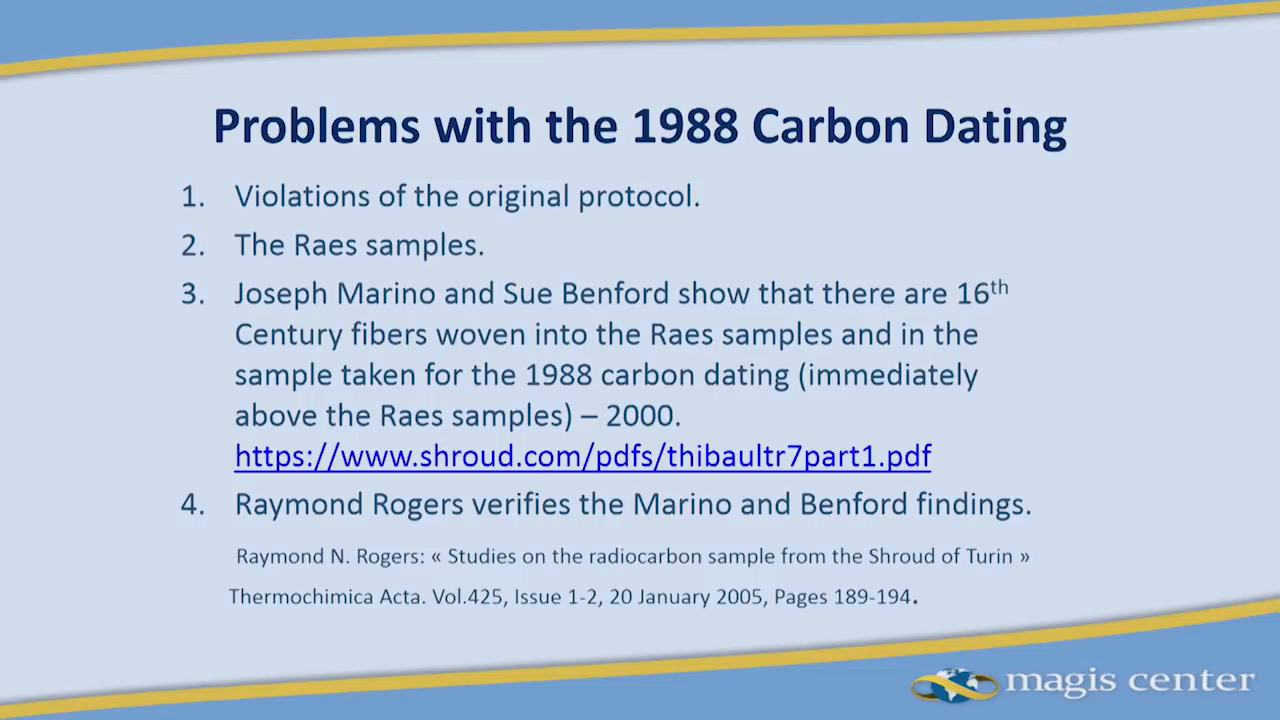 Problems with the 1988 Carbon Dating
1. Violations of the original protocol.
2. The Raes samples.
3. Joseph Marino and Sue Benford show that there are 16th
Century fibers woven into the Raes samples and in the
sample taken for the 1988 carbon dating (immediately
above the Raes samples) – 2000.
https://www.shroud.com/pdfs/thibaultr7part1.pdf
4. Raymond Rogers verifies the Marino and Benford findings.
Raymond N. Rogers: « Studies on the radiocarbon sample from the Shroud of Turin »
Thermochimica Acta. Vol.425, Issue 1-2, 20 January 2005, Pages 189-194.
magis center